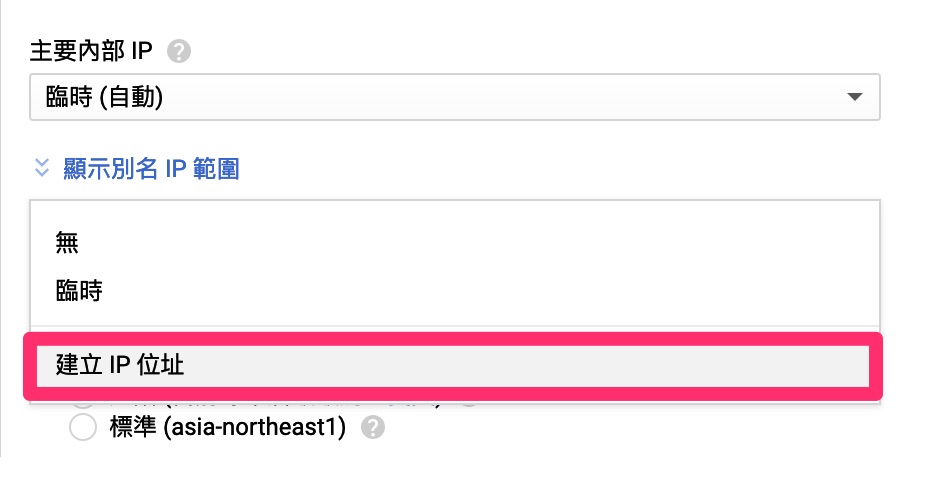 主要內部 IP
臨時 (自動)
顯示別名 IP 範圍
無
臨時
建立 IP 位址
標準 (asia-northeast1)